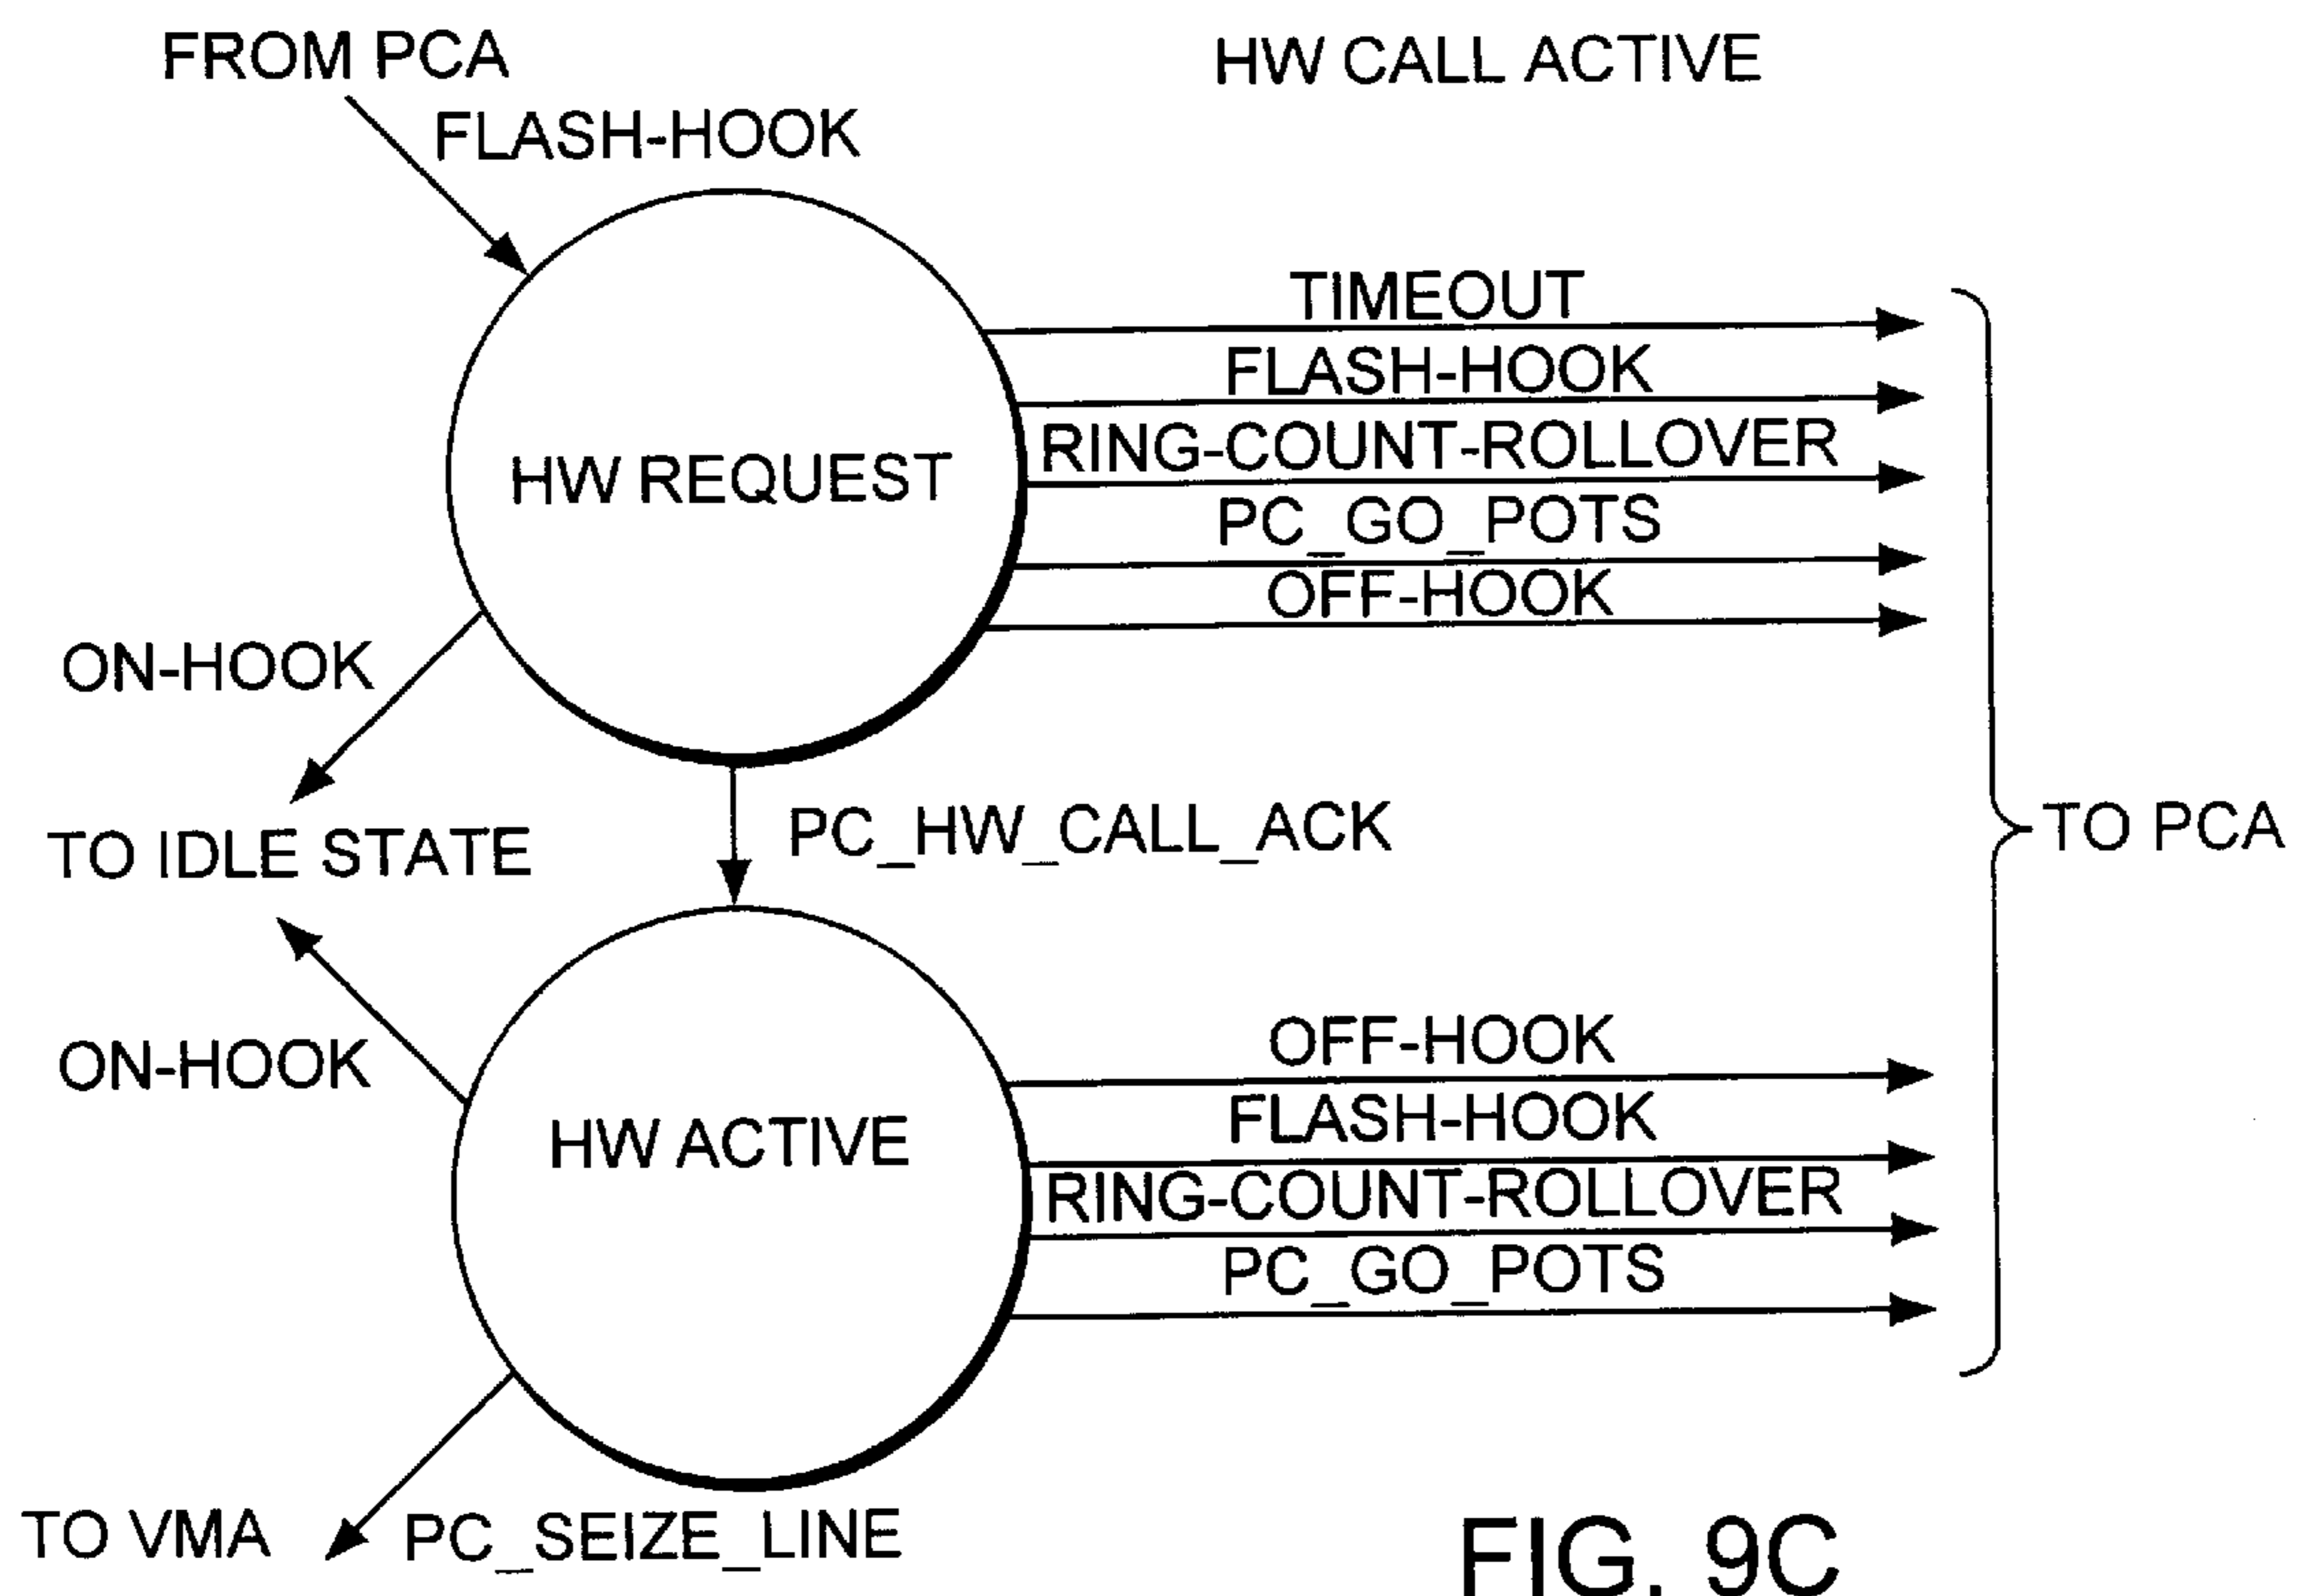 FROM PCA
HW CALL ACTIVE
FLASH-HOOK
TIMEOUT
FLASH-HOOK
RING-COUNT-ROLLOVER
HW REQUEST
PC_GO_POTS
OFF-HOOK
ON-HOOK
TO IDLE STATE
PC_HW_CALL_ACK
TO PCA
OFF-HOOK
ON-HOOK
FLASH-HOOK
HW ACTIVE
RING-COUNT-ROLLOVER
PC_GO_POTS
TO VMA
PC_SEIZE_LINE
FIG. 9C